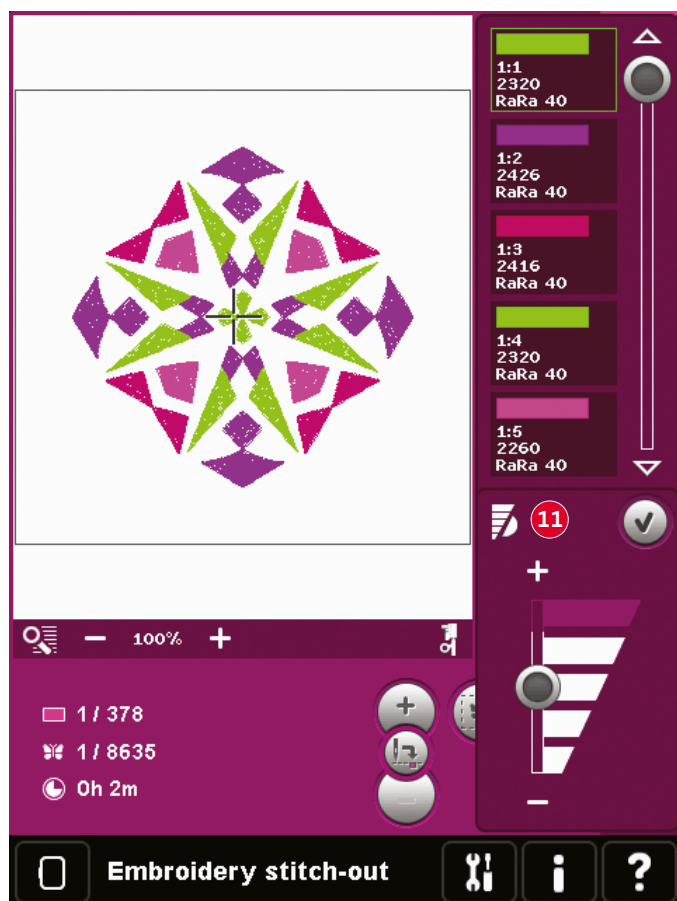 1:1
2320
RaRa 40
1:2
2426
RaRa 40
1:3
2416
RaRa 40
1:4
2320
RaRa 40
1:5
2260
RaRa 40
11
+
−
− 100% +
1 / 378
1 / 8635
0h 2m
+
−
Embroidery stitch-out
i
?